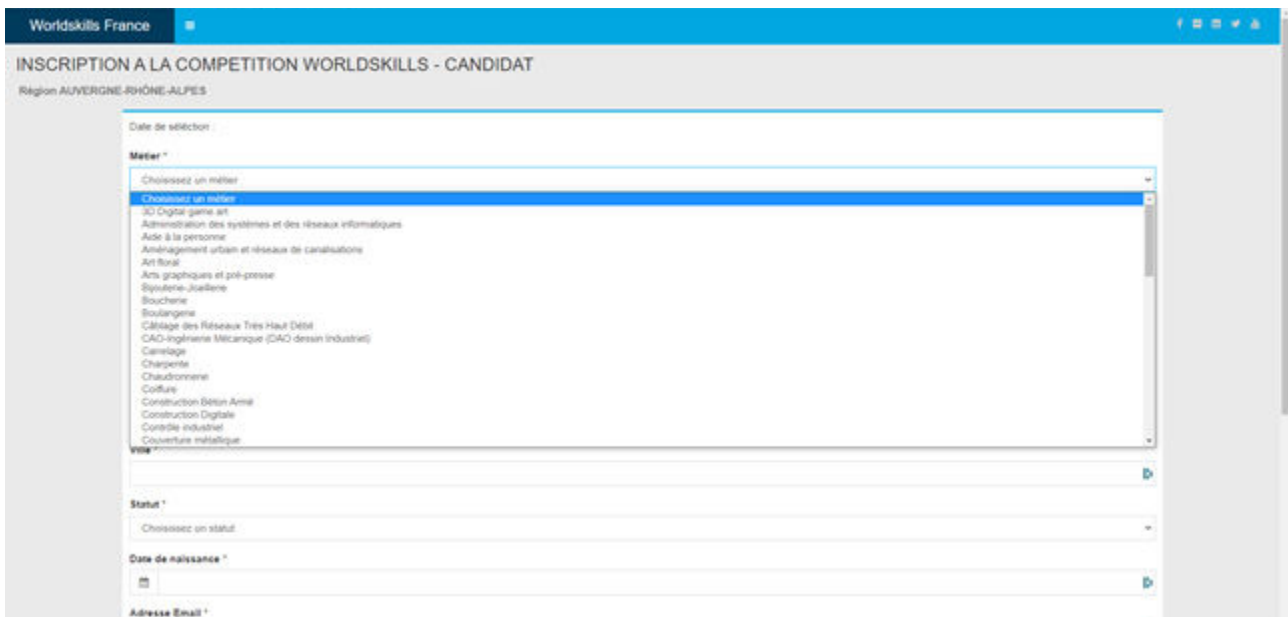 Worldskills France
INSCRIPTION A LA COMPETITION WORLDSKILLS - CANDIDAT
Région AUVERGNE-RHÔNE-ALPES
Date de séléction :
Métier *
Choisissez un métier
Choisissez un métier
3D Digital game art
Administration des systèmes et des réseaux informatiques
Aide à la personne
Aménagement urbain et réseaux de canalisations
Art floral
Arts graphiques et pré-presse
Bijouterie-Joaillerie
Boucherie
Boulangerie
Câblage des Réseaux Très Haut Débit
CAO-Ingénierie Mécanique (DAO dessin Industriel)
Carrelage
Charpente
Chaudronnerie
Coiffure
Construction Béton Armé
Construction Digitale
Contrôle industriel
Couverture métallique
Ville *
Statut *
Choisissez un statut
Date de naissance *
Adresse Email *